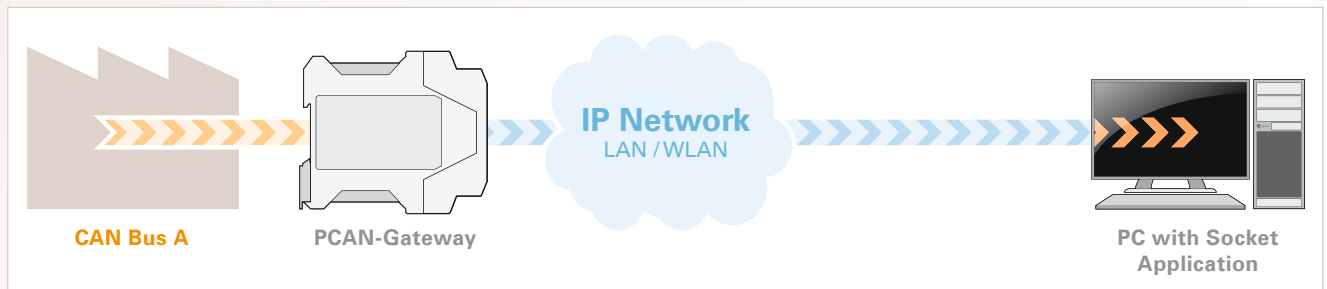 IP Network
LAN / WLAN
CAN Bus A
PCAN-Gateway
PC with Socket
Application